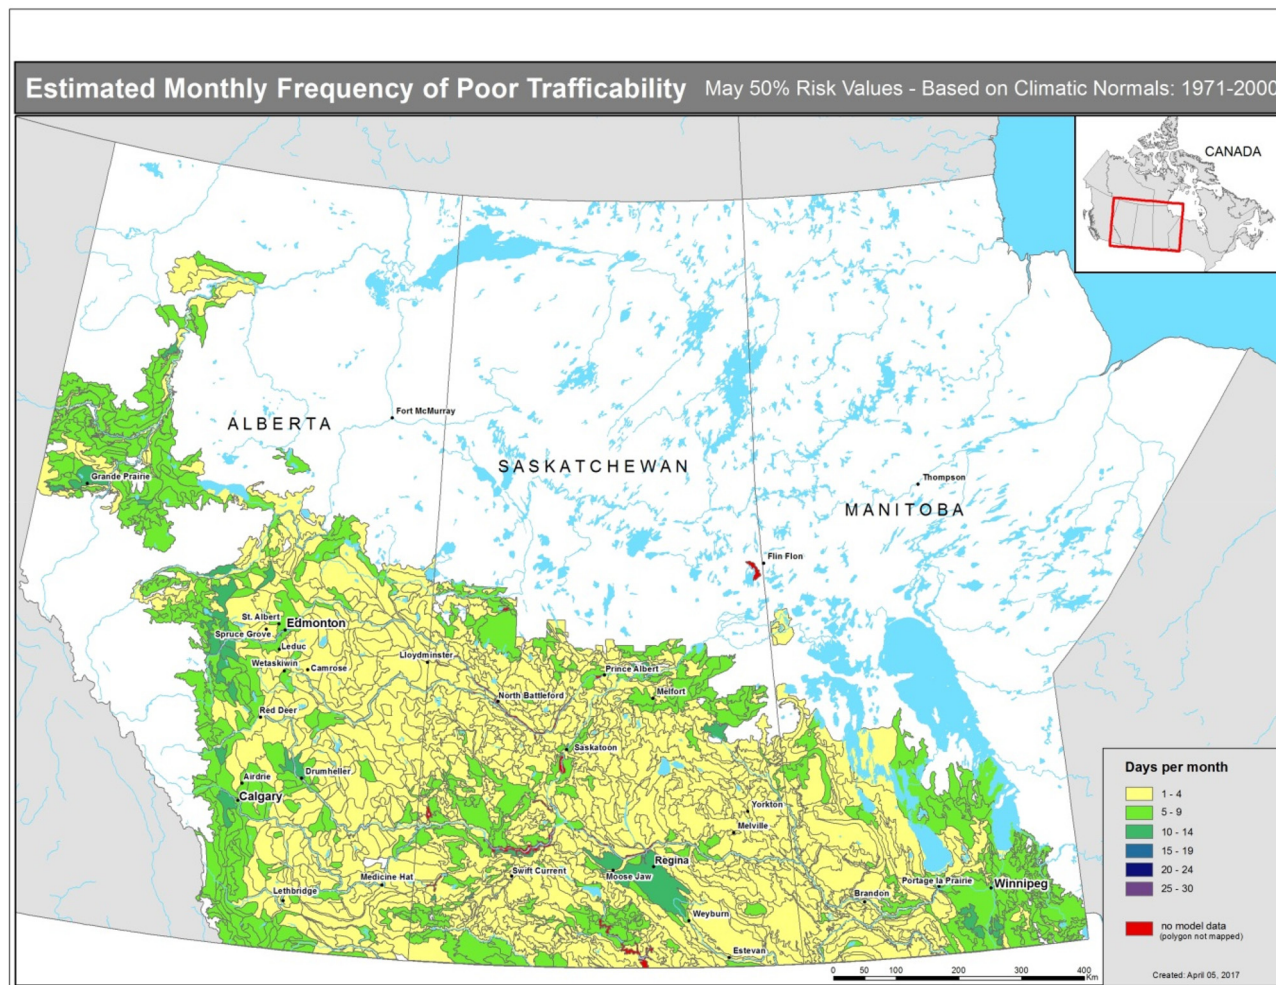 Estimated Monthly Frequency of Poor Trafficability May 50% Risk Values - Based on Climatic Normals: 1971-2000
CANADA
Fort McMurray
ALBERTA
SASKATCHEWAN
Grande Prairie
Thompson
MANITOBA
Flin Flon
St. Albert
Edmonton
Spruce Grove
Leduc
Wetaskiwin
Camrose
Lloydminster
Prince Albert
North Battleford
Melfort
Red Deer
Saskatoon
Airdrie
Drumheller
Calgary
Yorkton
Melville
Regina
Medicine Hat
Swift Current
Moose Jaw
Lethbridge
Brandon
Portage la Prairie
Winnipeg
Weyburn
Estevan
Days per month
1 - 4
5 - 9
10 - 14
15 - 19
20 - 24
25 - 30
no model data
(polygon not mapped)
0 50 100 200 300 400
Km
Created: April 05, 2017